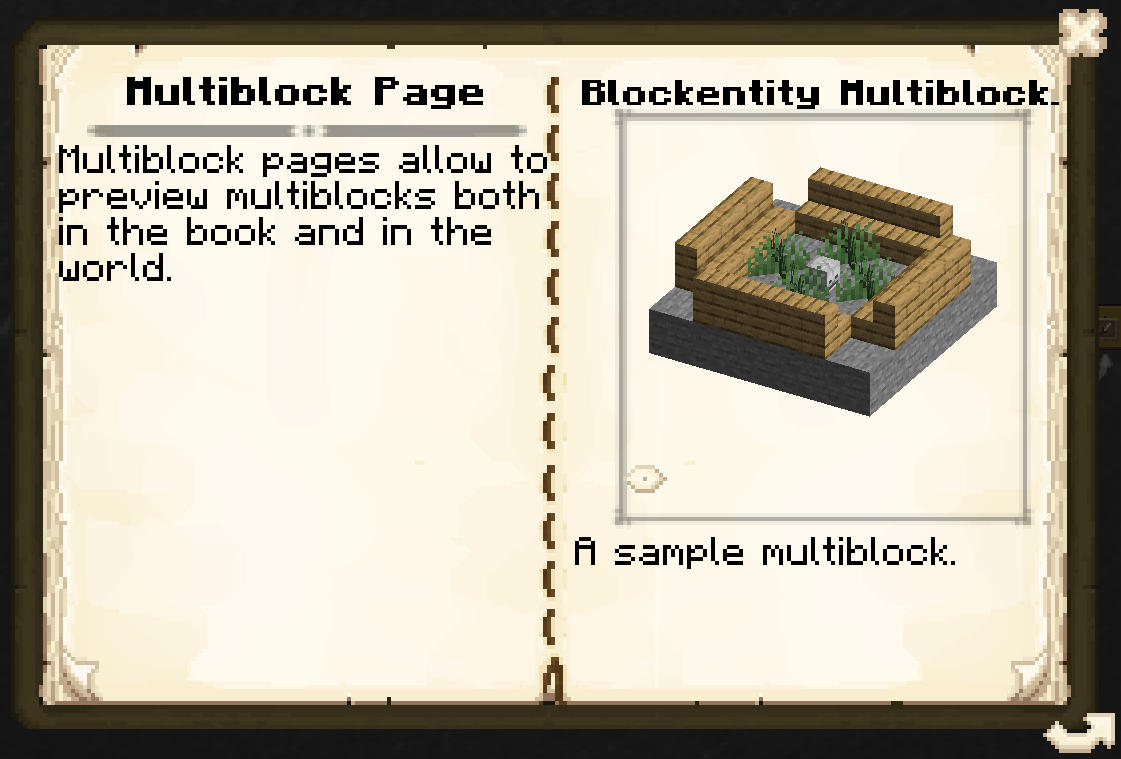 Multiblock Page
Multiblock pages allow to
preview multiblocks both
in the book and in the
world.
Blockentity Multiblock.
A sample multiblock.